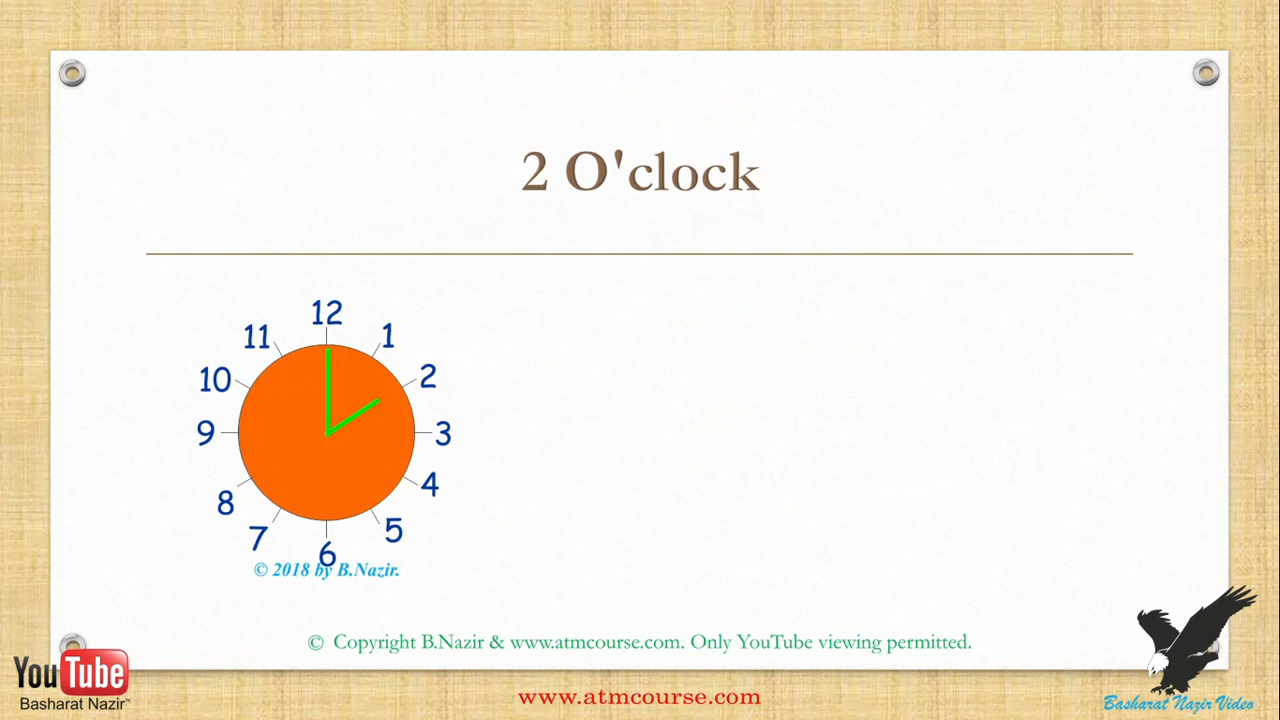 2 O'clock
12
11
1
10
2
9
3
8
4
7
5
6
© 2018 by B.Nazir.
© Copyright B.Nazir & www.atmcourse.com. Only YouTube viewing permitted.
YouTube
Basharat Nazir™
www.atmcourse.com
Basharat Nazir Video